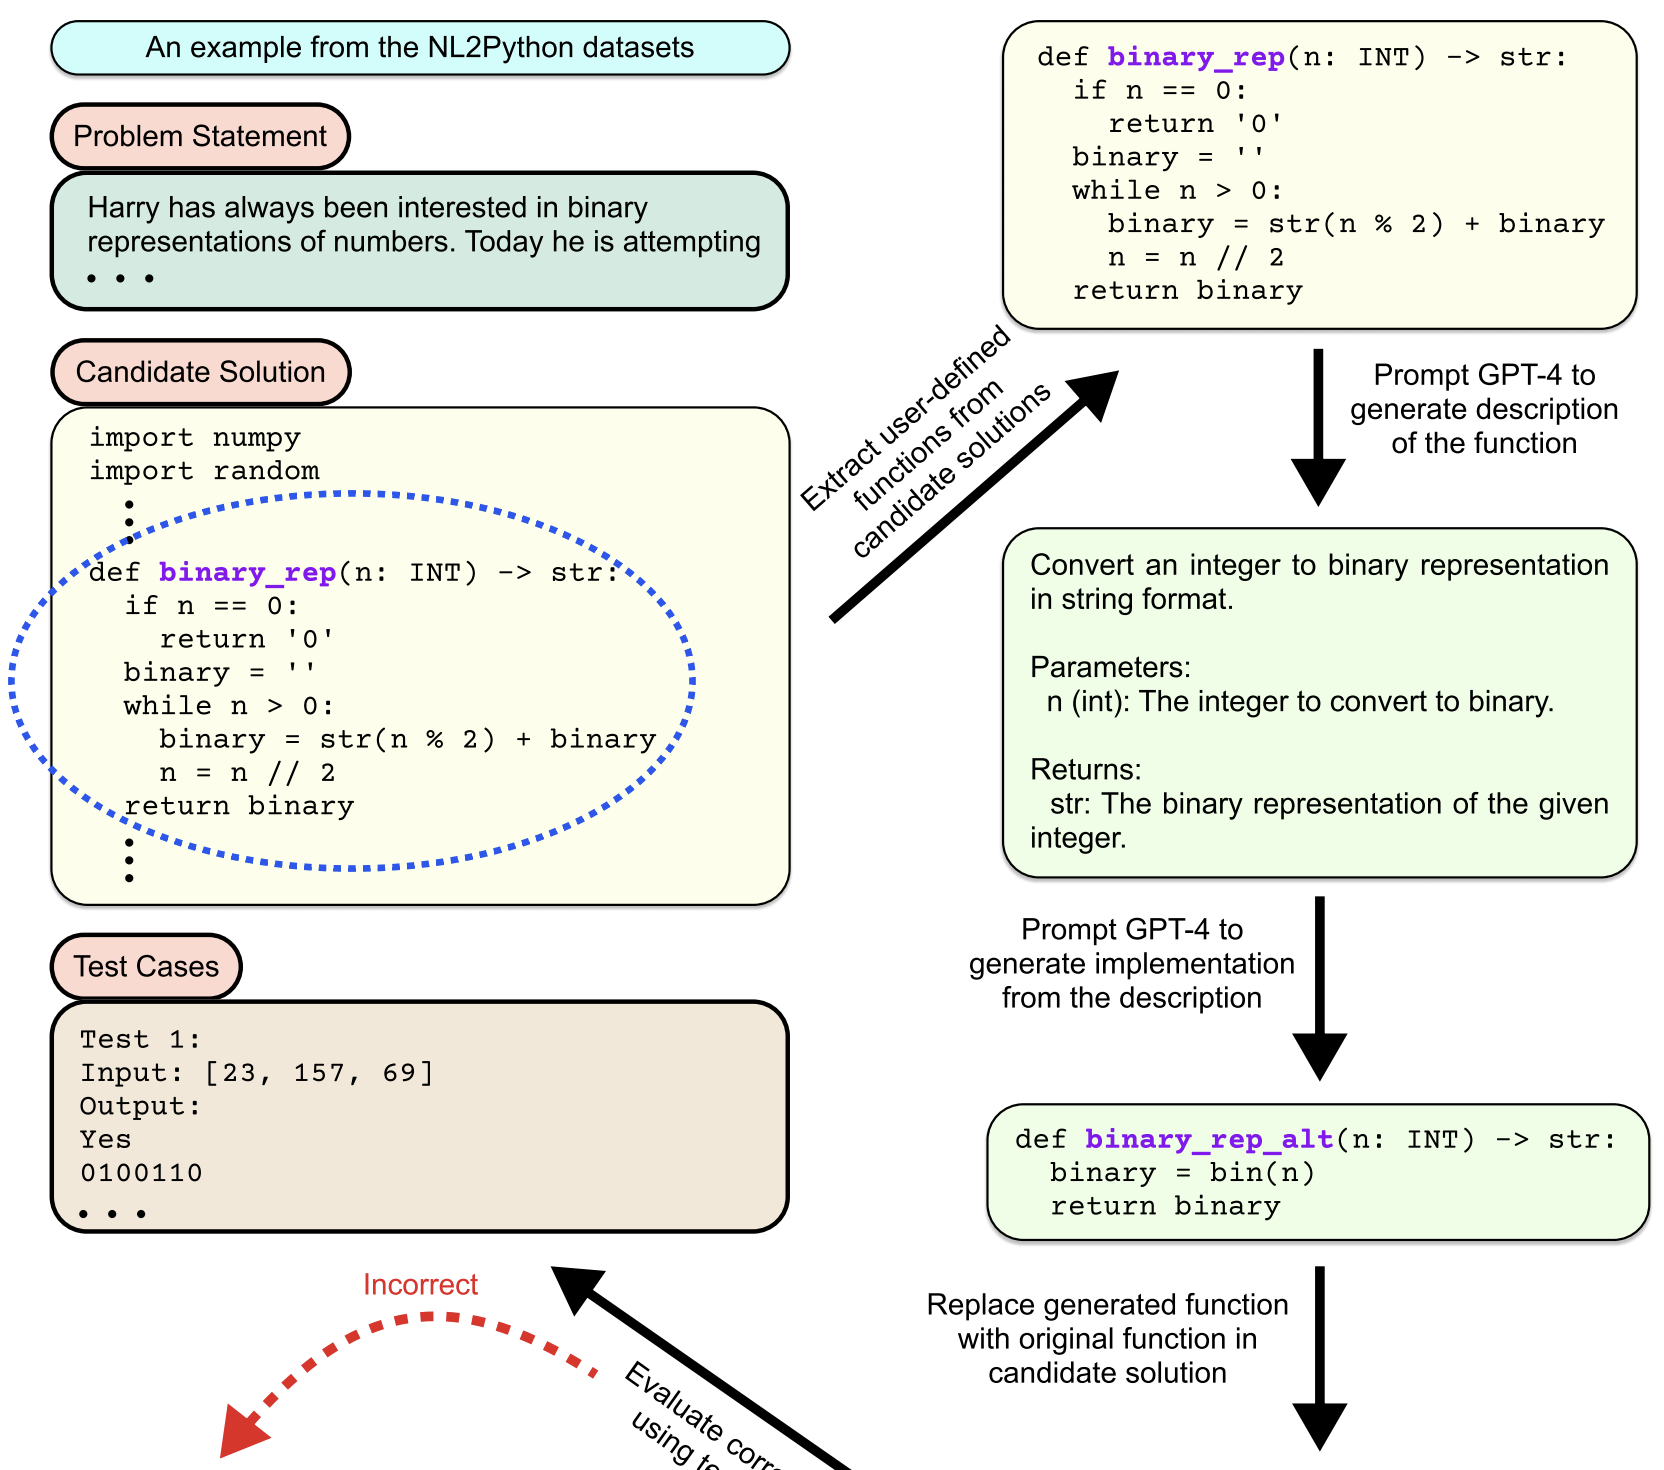 An example from the NL2Python datasets
Problem Statement
Harry has always been interested in binary
representations of numbers. Today he is attempting
• • •
Candidate Solution
import numpy
import random
def binary_rep(n: INT) -> str:
  if n == 0:
    return '0'
  binary = ''
  while n > 0:
    binary = str(n % 2) + binary
    n = n // 2
  return binary
Test Cases
Test 1:
Input: [23, 157, 69]
Output:
Yes
0100110
• • •
Incorrect
Evaluate
using
Extract user-defined
functions from
candidate solutions
def binary_rep(n: INT) -> str:
  if n == 0:
    return '0'
  binary = ''
  while n > 0:
    binary = str(n % 2) + binary
    n = n // 2
  return binary
Prompt GPT-4 to
generate description
of the function
Convert an integer to binary representation
in string format.
Parameters:
  n (int): The integer to convert to binary.
Returns:
  str: The binary representation of the given
integer.
Prompt GPT-4 to
generate implementation
from the description
def binary_rep_alt(n: INT) -> str:
  binary = bin(n)
  return binary
Replace generated function
with original function in
candidate solution